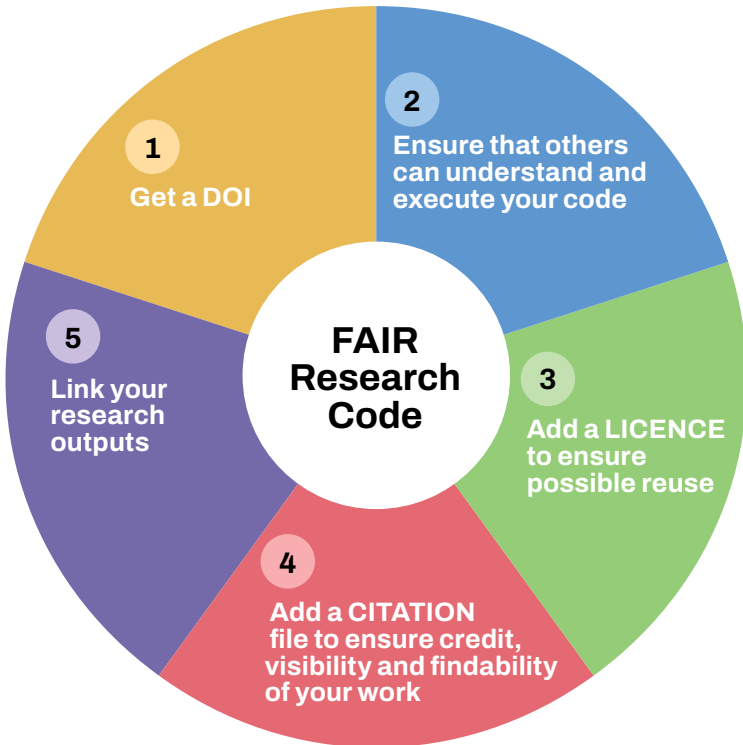 FAIR
Research
Code
1
Get a DOI
2
Ensure that others
can understand and
execute your code
3
Add a LICENCE
to ensure
possible reuse
4
Add a CITATION
file to ensure credit,
visibility and findability
of your work
5
Link your
research
outputs